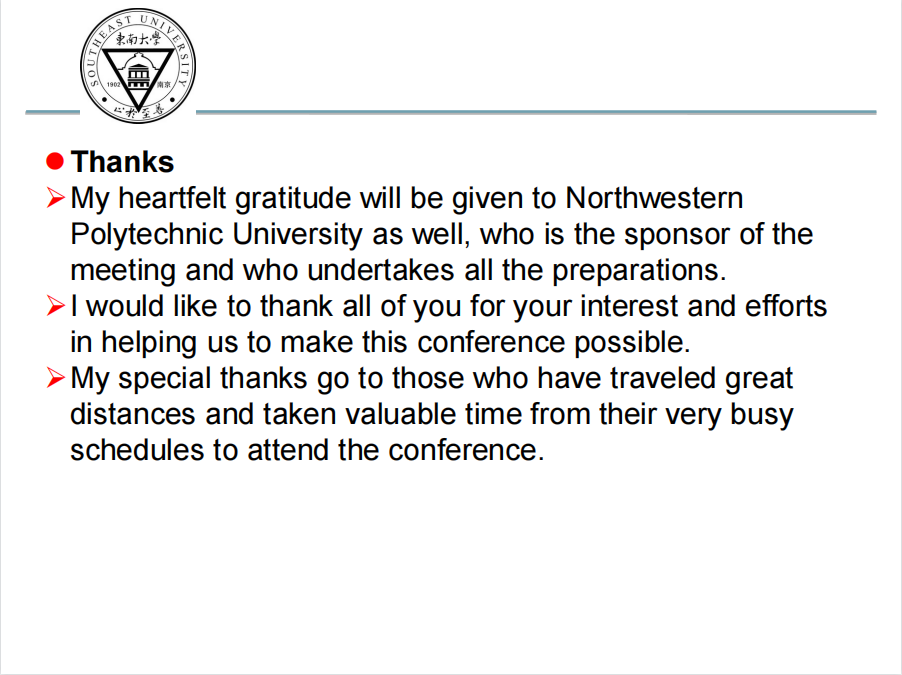 SOUTHEAST UNIVERSITY
東南大學
1902 南京
止於至善
Thanks
My heartfelt gratitude will be given to Northwestern
Polytechnic University as well, who is the sponsor of the
meeting and who undertakes all the preparations.
I would like to thank all of you for your interest and efforts
in helping us to make this conference possible.
My special thanks go to those who have traveled great
distances and taken valuable time from their very busy
schedules to attend the conference.